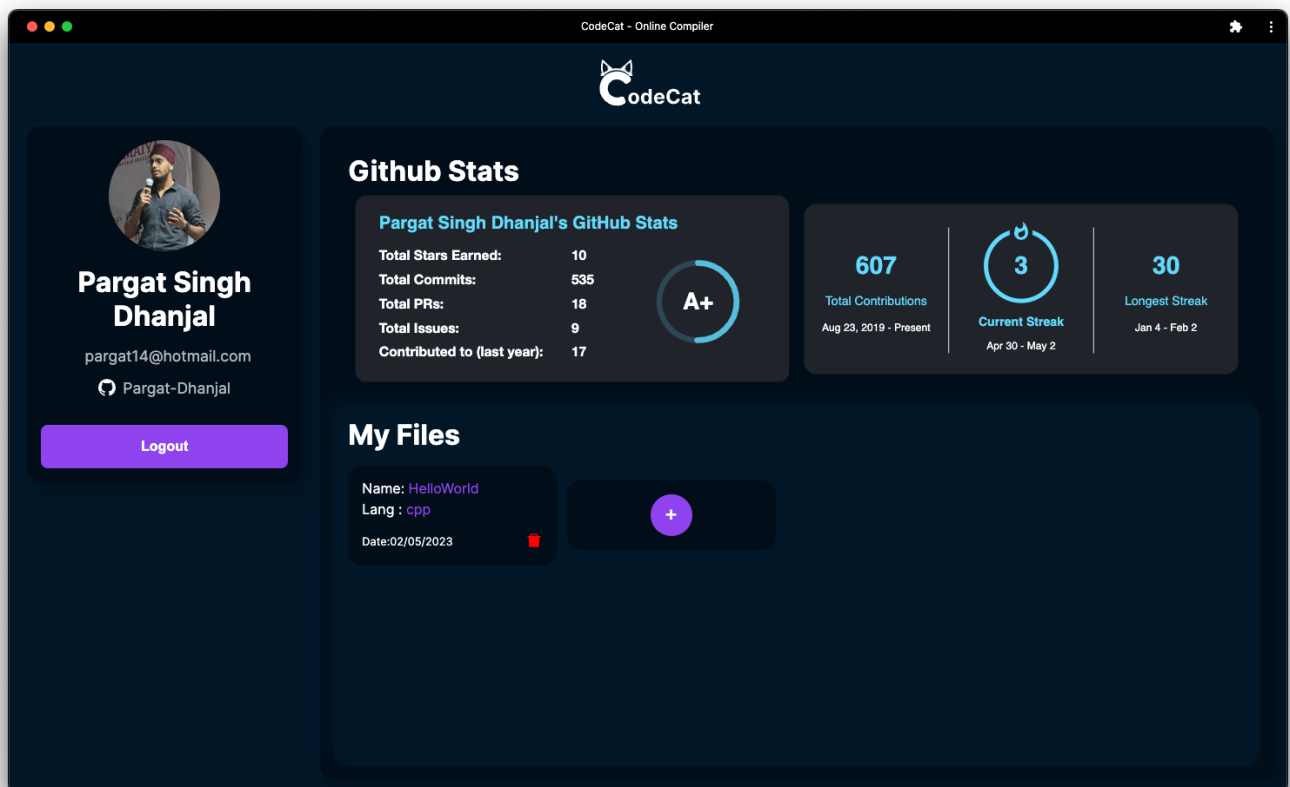 CodeCat - Online Compiler
CodeCat
Pargat Singh
Dhanjal
pargat14@hotmail.com
Pargat-Dhanjal
Logout
Github Stats
Pargat Singh Dhanjal's GitHub Stats
Total Stars Earned: 10
Total Commits: 535
Total PRs: 18
Total Issues: 9
Contributed to (last year): 17
A+
607
Total Contributions
Aug 23, 2019 - Present
3
Current Streak
Apr 30 - May 2
30
Longest Streak
Jan 4 - Feb 2
My Files
Name: HelloWorld
Lang : cpp
Date:02/05/2023
+